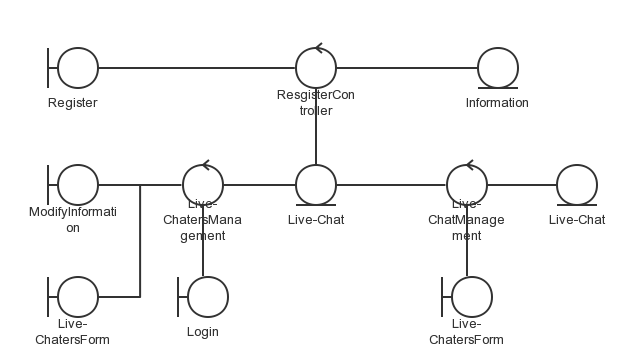 Register
ResgisterCon
troller
Information
ModifyInformati
on
Live-
ChatersMana
gement
Live-Chat
Live-
ChatManage
ment
Live-Chat
Live-
ChatersForm
Login
Live-
ChatersForm